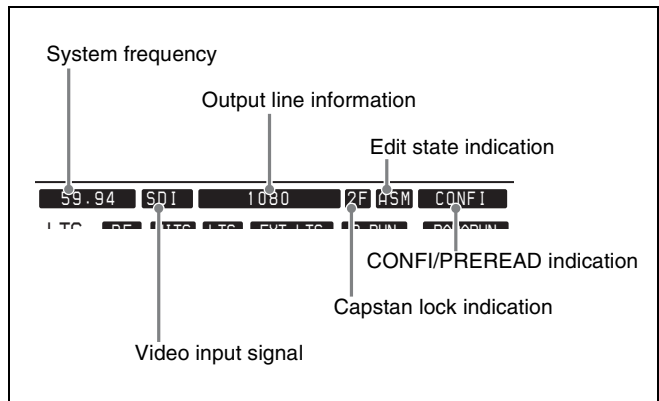 System frequency
Output line information
Edit state indication
59.94 SDI 1080 2F ASM CONFI
CONFI/PREREAD indication
Capstan lock indication
Video input signal